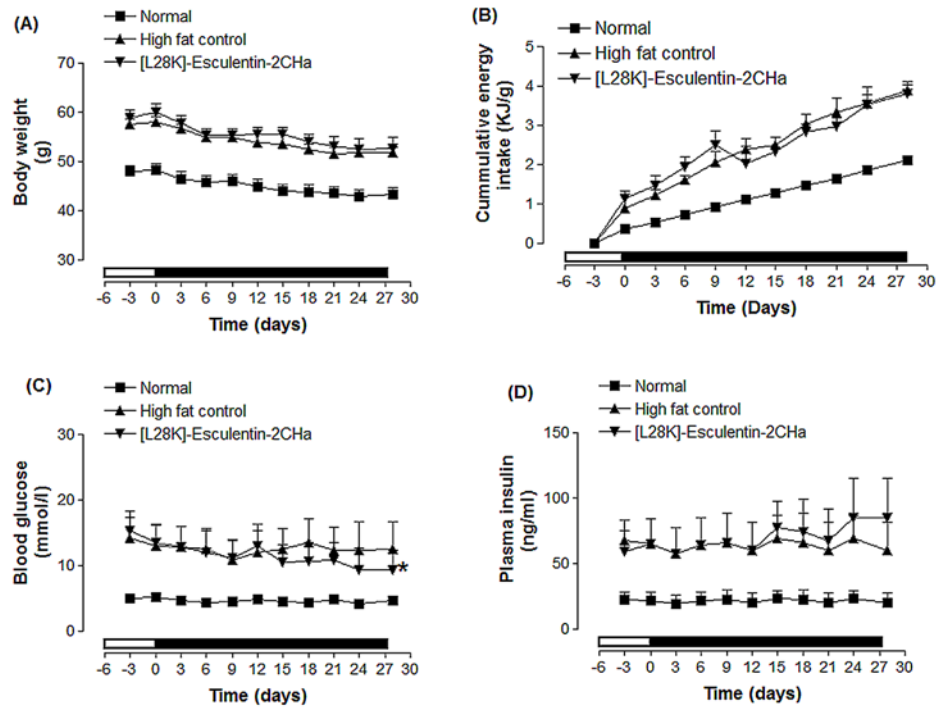 (A)
Normal
High fat control
[L28K]-Esculentin-2CHa
70
60
50
40
30
Body weight
(g)
-6 -3 0 3 6 9 12 15 18 21 24 27 30
Time (days)
(B)
Normal
High fat control
[L28K]-Esculentin-2CHa
5
4
3
2
1
0
Cummulative energy
intake (KJ/g)
-6 -3 0 3 6 9 12 15 18 21 24 27 30
Time (Days)
(C)
Normal
High fat control
[L28K]-Esculentin-2CHa
30
20
10
0
Blood glucose
(mmol/l)
*
-6 -3 0 3 6 9 12 15 18 21 24 27 30
Time (days)
(D)
Normal
High fat control
[L28K]-Esculentin-2CHa
150
100
50
0
Plasma insulin
(ng/ml)
-6 -3 0 3 6 9 12 15 18 21 24 27 30
Time (days)